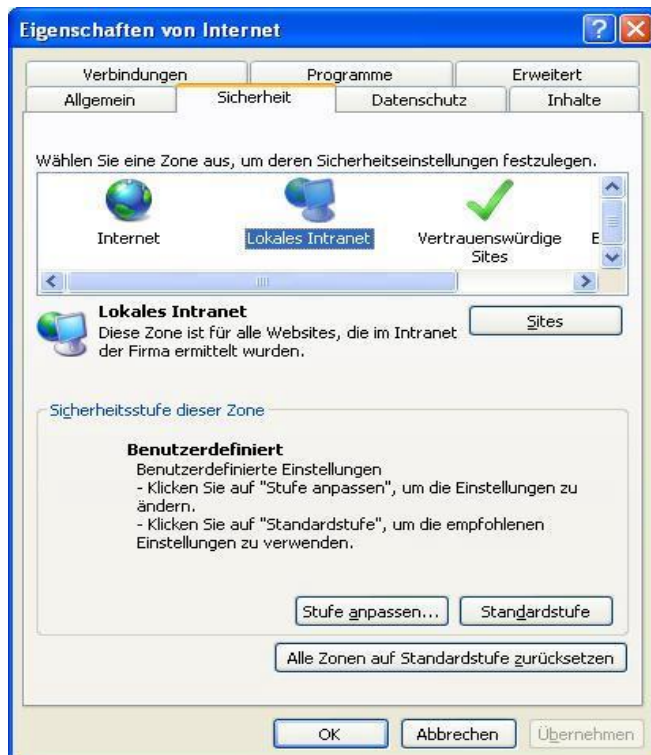 Eigenschaften von Internet
Verbindungen Programme Erweitert
Allgemein Sicherheit Datenschutz Inhalte
Wählen Sie eine Zone aus, um deren Sicherheitseinstellungen festzulegen.
Internet Lokales Intranet Vertrauenswürdige E
Sites
Lokales Intranet
Diese Zone ist für alle Websites, die im Intranet
der Firma ermittelt wurden.
Sites
Sicherheitsstufe dieser Zone
Benutzerdefiniert
Benutzerdefinierte Einstellungen
- Klicken Sie auf "Stufe anpassen", um die Einstellungen zu
ändern.
- Klicken Sie auf "Standardstufe", um die empfohlenen
Einstellungen zu verwenden.
Stufe anpassen... Standardstufe
Alle Zonen auf Standardstufe zurücksetzen
OK Abbrechen Übernehmen